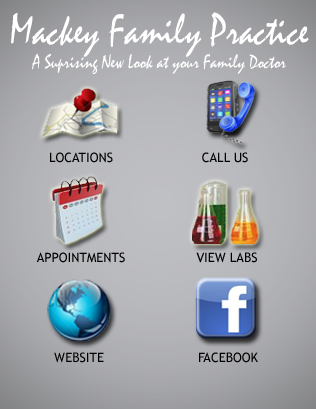 Mackey Family Practice
A Suprising New Look at your Family Doctor
LOCATIONS
CALL US
APPOINTMENTS
VIEW LABS
WEBSITE
FACEBOOK